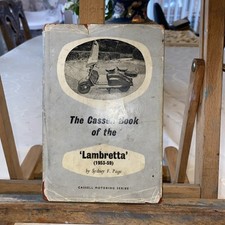 The Cassell Book
of the
'Lambretta'
(1955-59)
by Sydney F. Page
CASSELL MOTORING SERIES